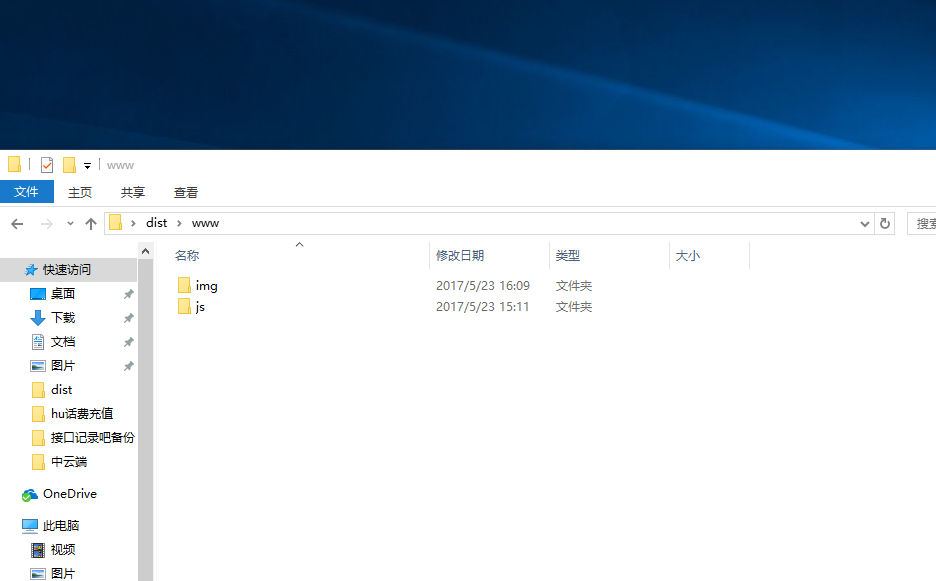 www
文件 主页 共享 查看
dist www 搜索
名称 修改日期 类型 大小
快速访问
img 2017/5/23 16:09 文件夹
桌面
js 2017/5/23 15:11 文件夹
下载
文档
图片
dist
hu话费充值
接口记录吧备份
中云端
OneDrive
此电脑
视频
图片